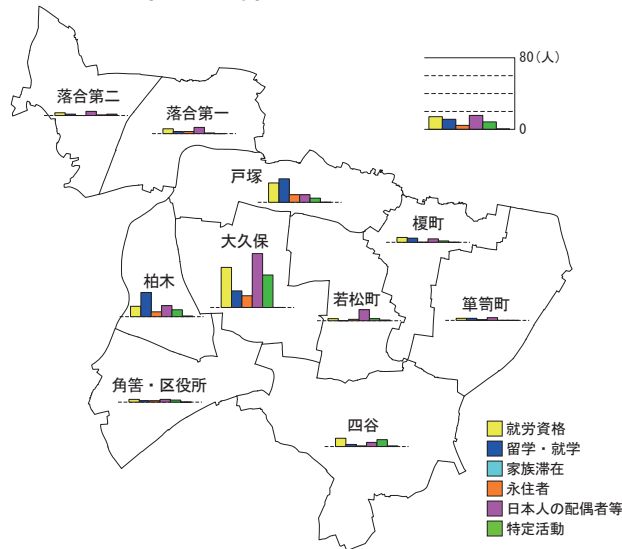 80(人)
0
落合第二
落合第一
戸塚
榎町
大久保
柏木
若松町
箪笥町
角筈・区役所
四谷
就労資格
留学・就学
家族滞在
永住者
日本人の配偶者等
特定活動